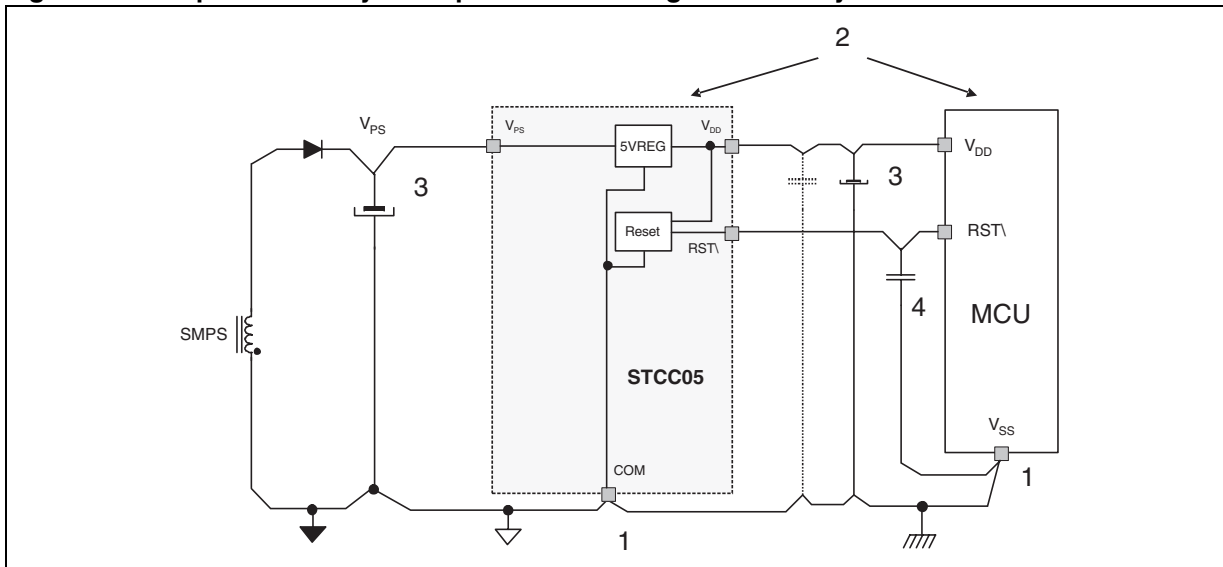 2
V_PS
V_PS
5VREG
V_DD
3
3
V_DD
Reset
RST\
RST\
4
MCU
SMPS
STCC05
V_SS
COM
1
1